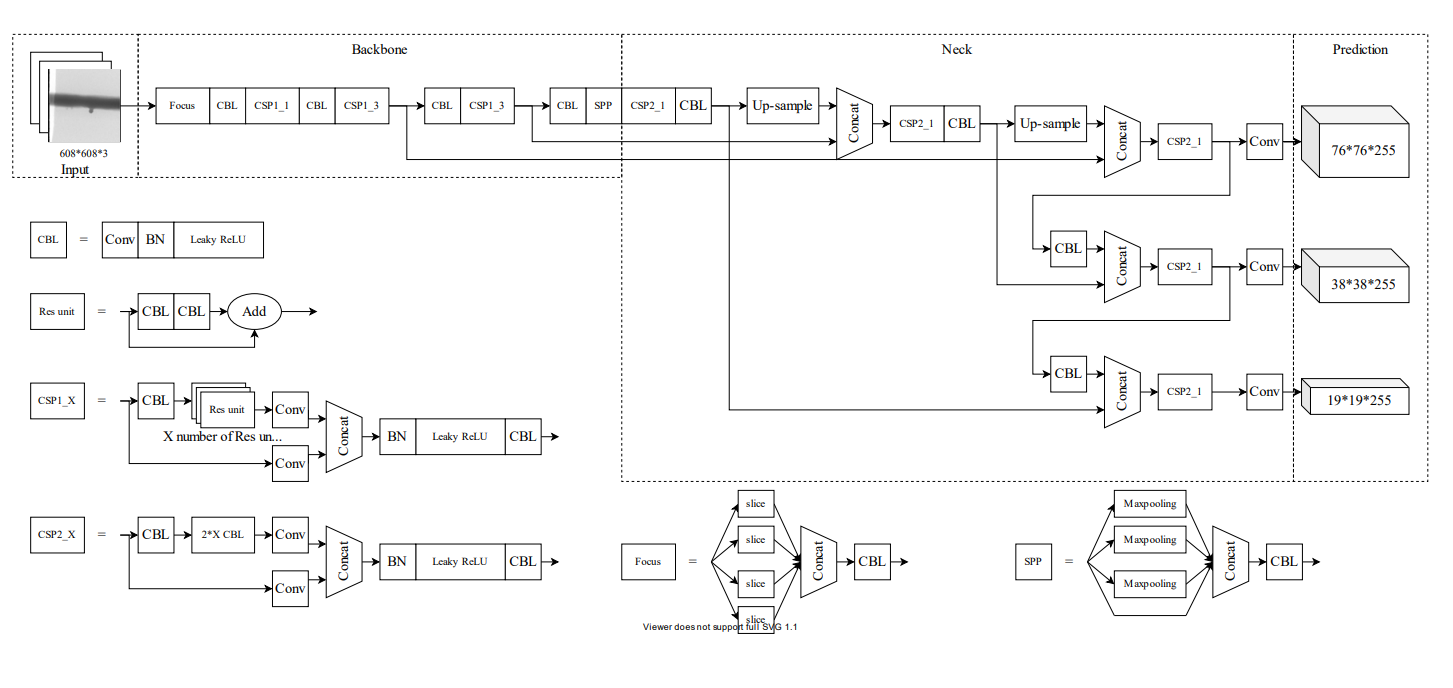 Backbone
Neck
Prediction
Focus CBL CSP1_1 CBL CSP1_3 CBL CSP1_3 CBL SPP CSP2_1 CBL Up-sample Concat CSP2_1 CBL Up-sample Concat CSP2_1 Conv 76*76*255
608*608*3
Input
CBL = Conv BN Leaky ReLU
CBL Concat CSP2_1 Conv 38*38*255
Res unit = CBL CBL Add
CBL Concat CSP2_1 Conv 19*19*255
CSP1_X = CBL Res unit Conv
X number of Res un...
Conv
Concat BN Leaky ReLU CBL
CSP2_X = CBL 2*X CBL Conv
Conv
Concat BN Leaky ReLU CBL
Focus = slice
slice
slice
slice
Concat CBL
SPP = Maxpooling
Maxpooling
Maxpooling
Concat CBL
Viewer does not support full SVG 1.1